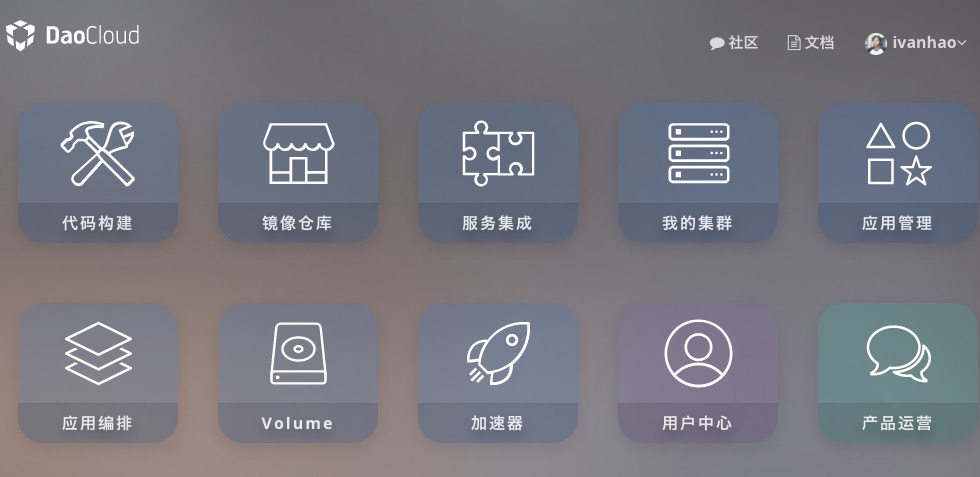 DaoCloud
社区 文档 ivanhao
代码构建 镜像仓库 服务集成 我的集群 应用管理
应用编排 Volume 加速器 用户中心 产品运营